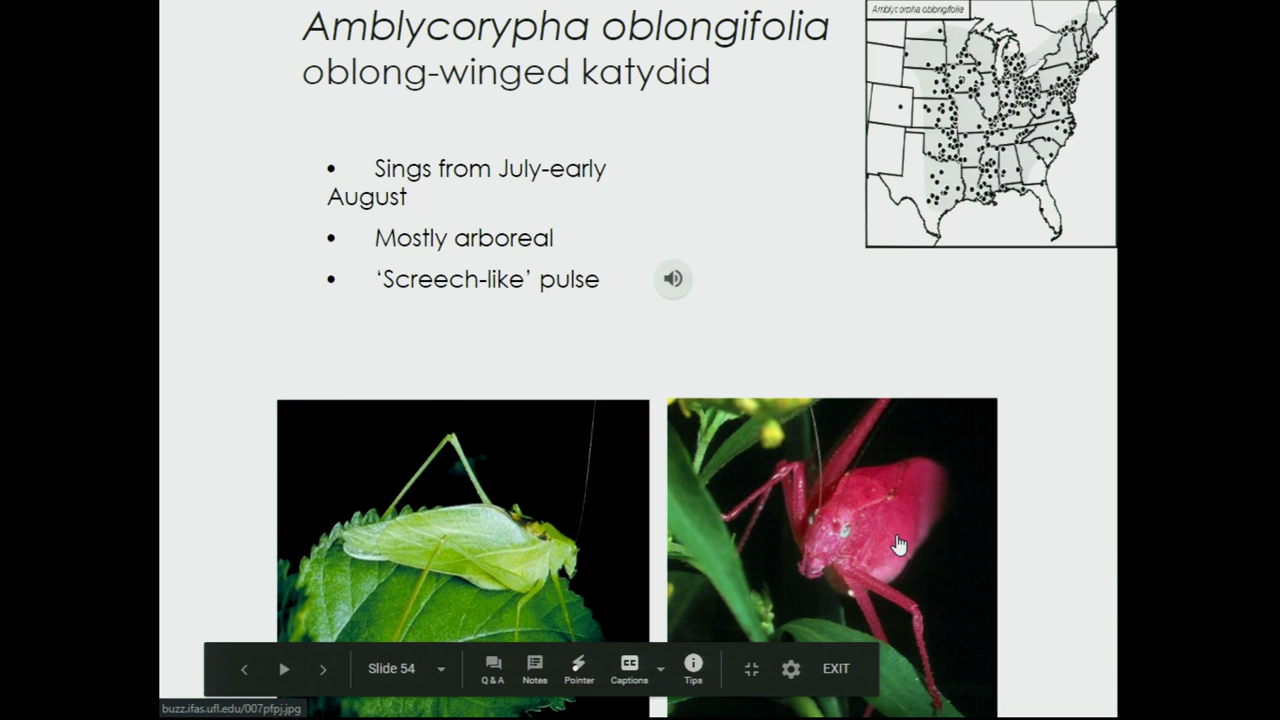 Amblycorypha oblongifolia
oblong-winged katydid
Amblycorypha oblongifolia
• Sings from July-early
August
• Mostly arboreal
• ‘Screech-like’ pulse
Slide 54
Q & A
Notes
Pointer
CC
Captions
Tips
EXIT
buzz.ifas.ufl.edu/007pfpj.jpg